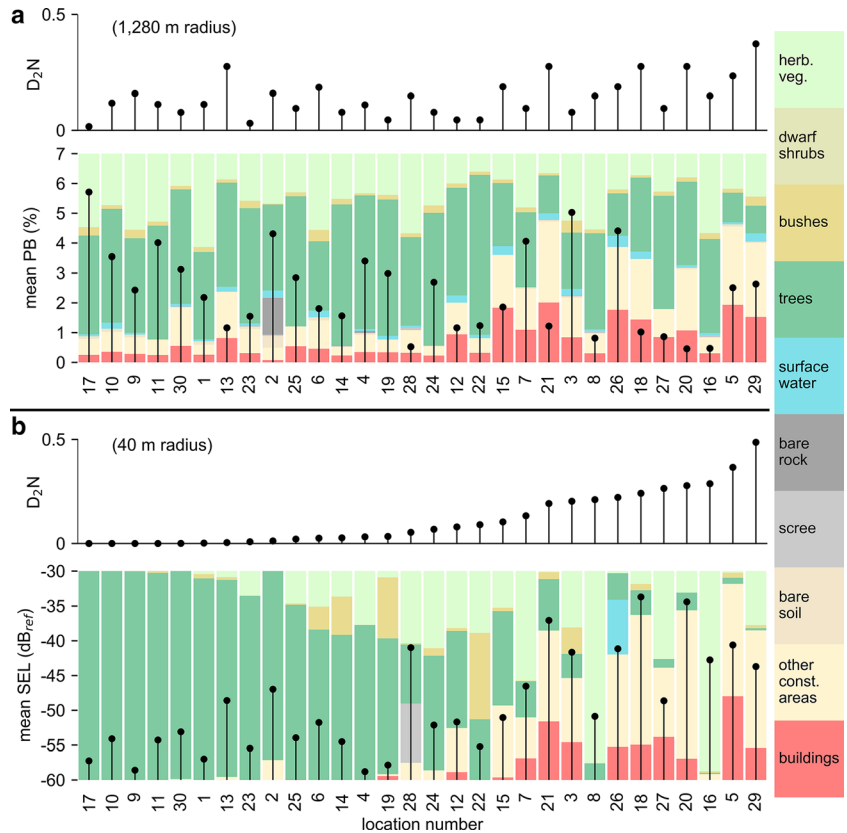 a
(1,280 m radius)
0.5
D₂N
0
7
6
5
4
3
2
1
0
mean PB (%)
17 10 9 11 30 1 13 23 2 25 6 14 4 19 28 24 12 22 15 7 21 3 8 26 18 27 20 16 5 29
b
(40 m radius)
0.5
D₂N
0
-30
-35
-40
-45
-50
-55
-60
mean SEL (dBref)
17 10 9 11 30 1 13 23 2 25 6 14 4 19 28 24 12 22 15 7 21 3 8 26 18 27 20 16 5 29
location number
herb.
veg.
dwarf
shrubs
bushes
trees
surface
water
bare
rock
scree
bare
soil
other
const.
areas
buildings